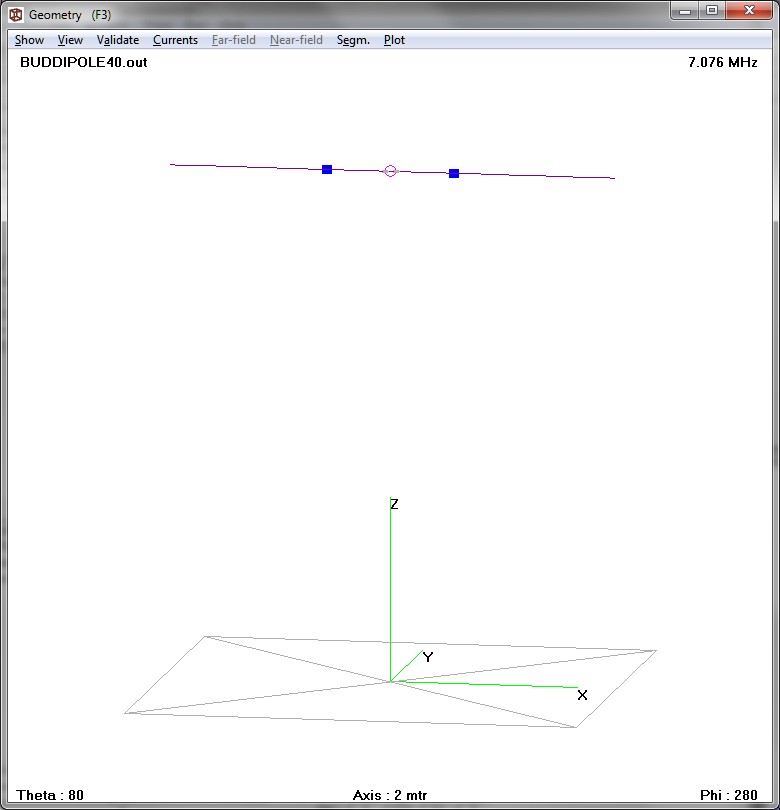 Geometry (F3)
Show View Validate Currents Far-field Near-field Segm. Plot
BUDDIPOLE40.out 7.076 MHz
Z
Y
X
Theta : 80 Axis : 2 mtr Phi : 280